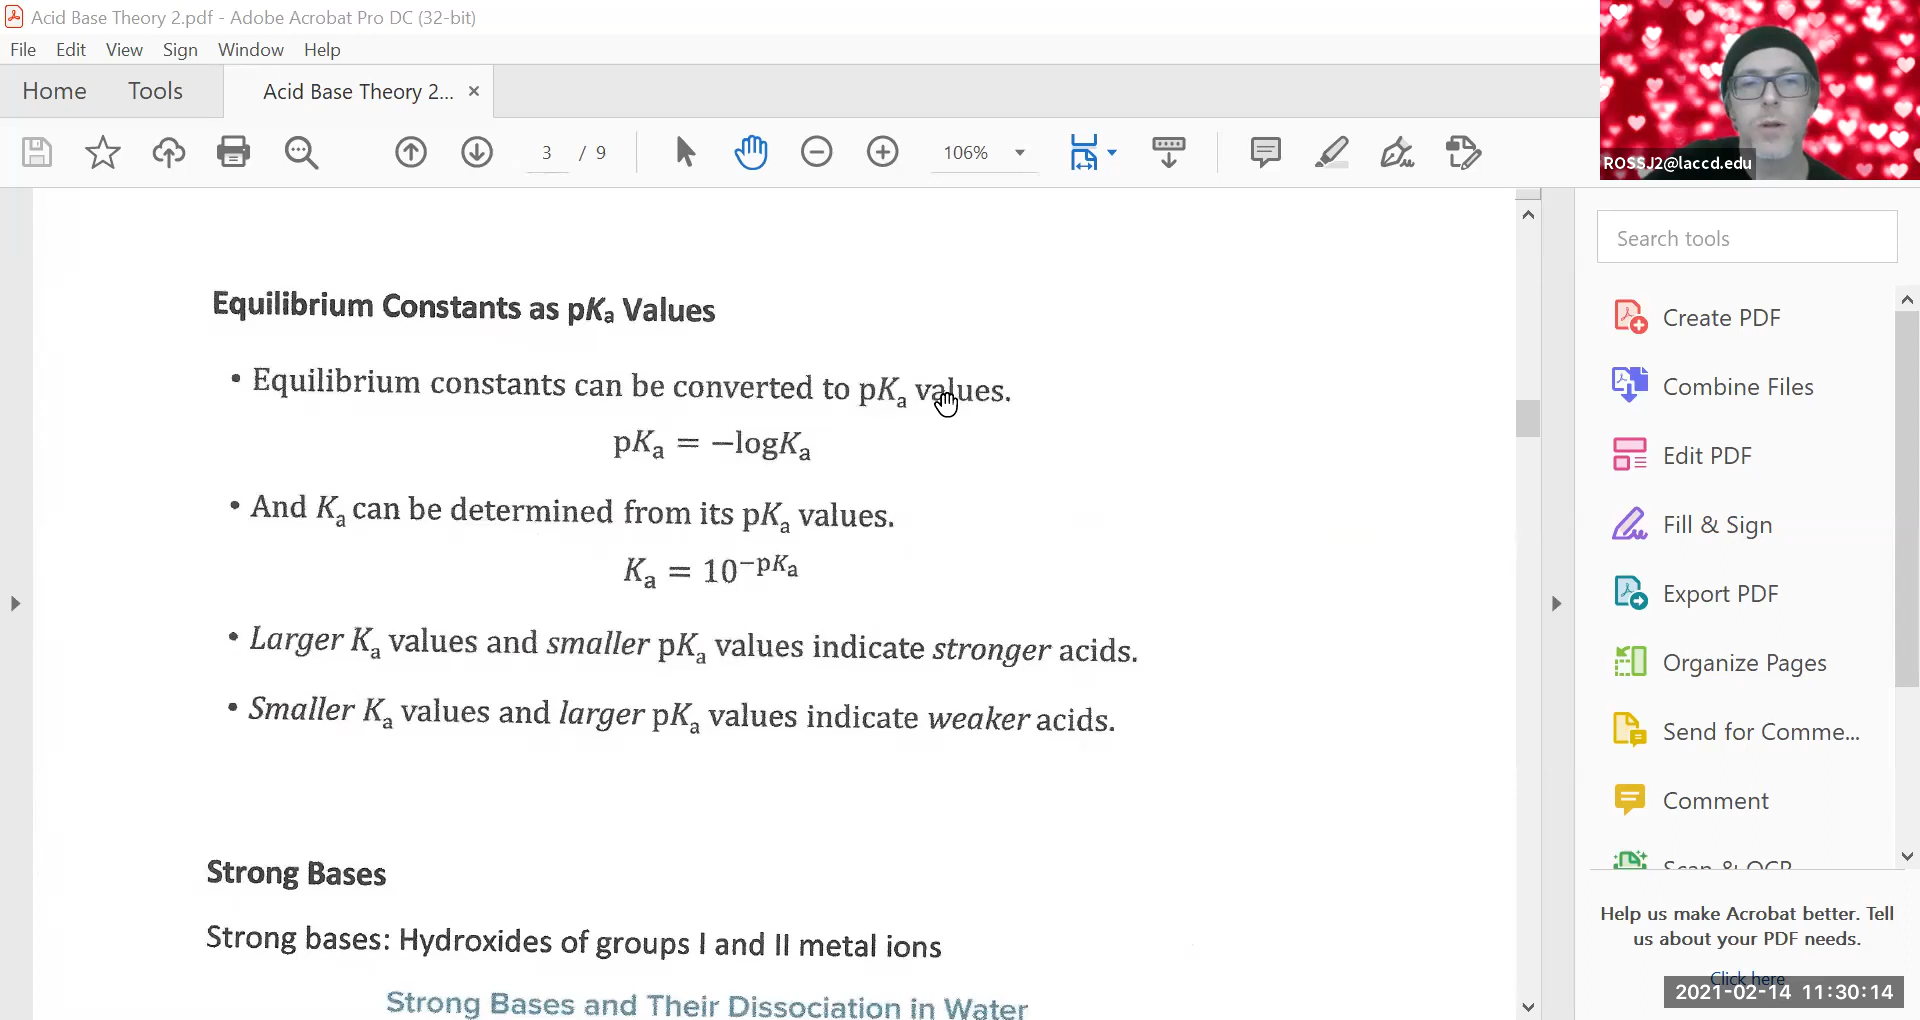 Acid Base Theory 2.pdf - Adobe Acrobat Pro DC (32-bit)
File Edit View Sign Window Help
Home Tools Acid Base Theory 2... ×
3 / 9 106%
ROSSJ2@laccd.edu
Equilibrium Constants as pKₐ Values
• Equilibrium constants can be converted to pKₐ values.
pKₐ = −logKₐ
• And Kₐ can be determined from its pKₐ values.
Kₐ = 10^−pKₐ
• Larger Kₐ values and smaller pKₐ values indicate stronger acids.
• Smaller Kₐ values and larger pKₐ values indicate weaker acids.
Strong Bases
Strong bases: Hydroxides of groups I and II metal ions
Strong Bases and Their Dissociation in Water
Search tools
Create PDF
Combine Files
Edit PDF
Fill & Sign
Export PDF
Organize Pages
Send for Comme...
Comment
Scan & OCR
Help us make Acrobat better. Tell
us about your PDF needs.
Click here
2021-02-14 11:30:14